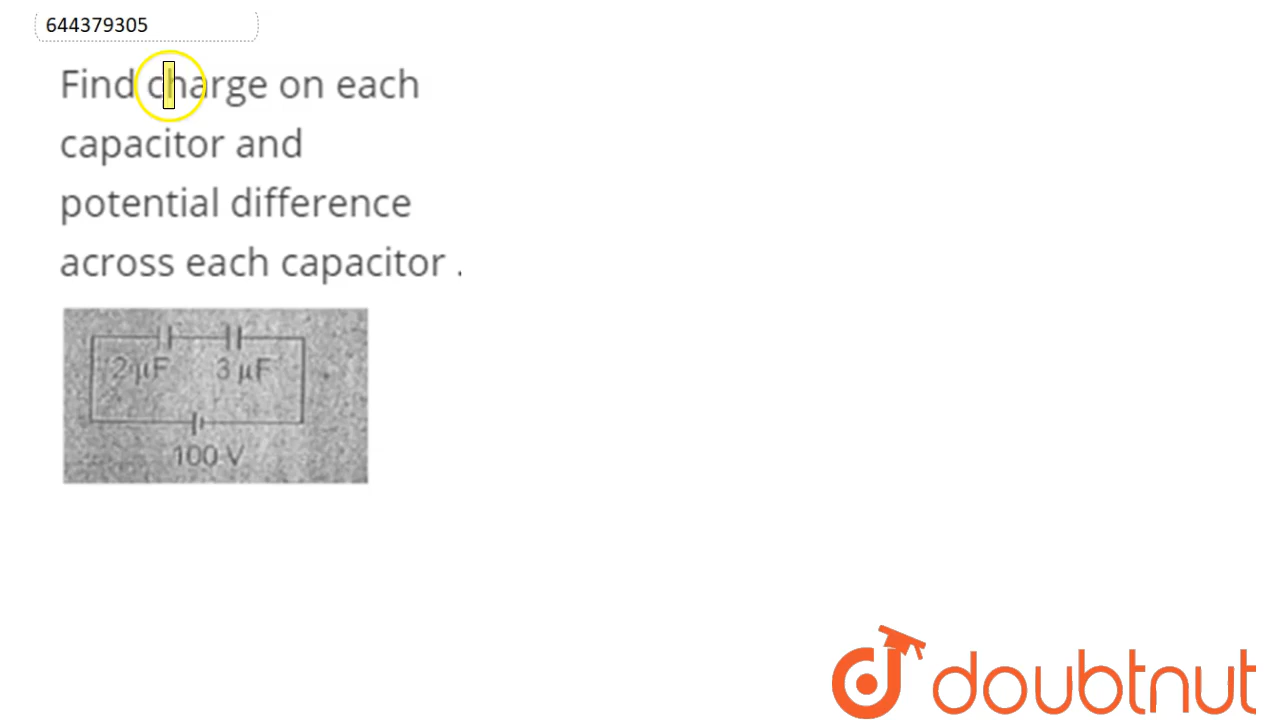 644379305
Find charge on each
capacitor and
potential difference
across each capacitor .
2 μF 3 μF
100 V
doubtnut